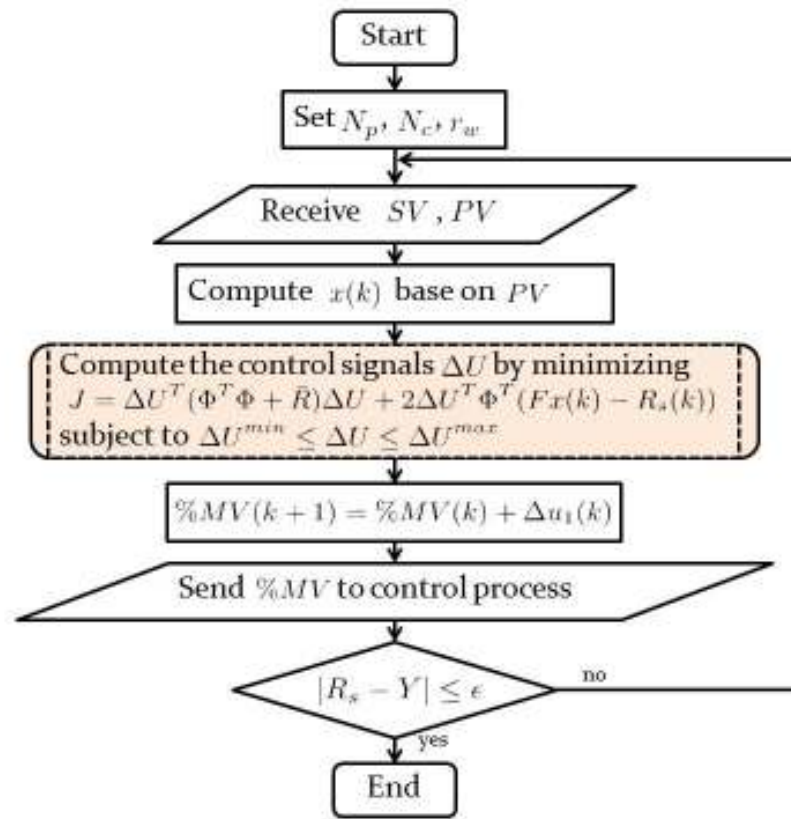 Start
Set N_p, N_c, r_w
Receive SV , PV
Compute x(k) base on PV
Compute the control signals ΔU by minimizing
J = ΔU^T(Φ^TΦ + R̄)ΔU + 2ΔU^TΦ^T(Fx(k) − R_s(k))
subject to ΔU^{min} ≤ ΔU ≤ ΔU^{max}
%MV(k + 1) = %MV(k) + Δu_1(k)
Send %MV to control process
|R_s − Y| ≤ ϵ
no
yes
End